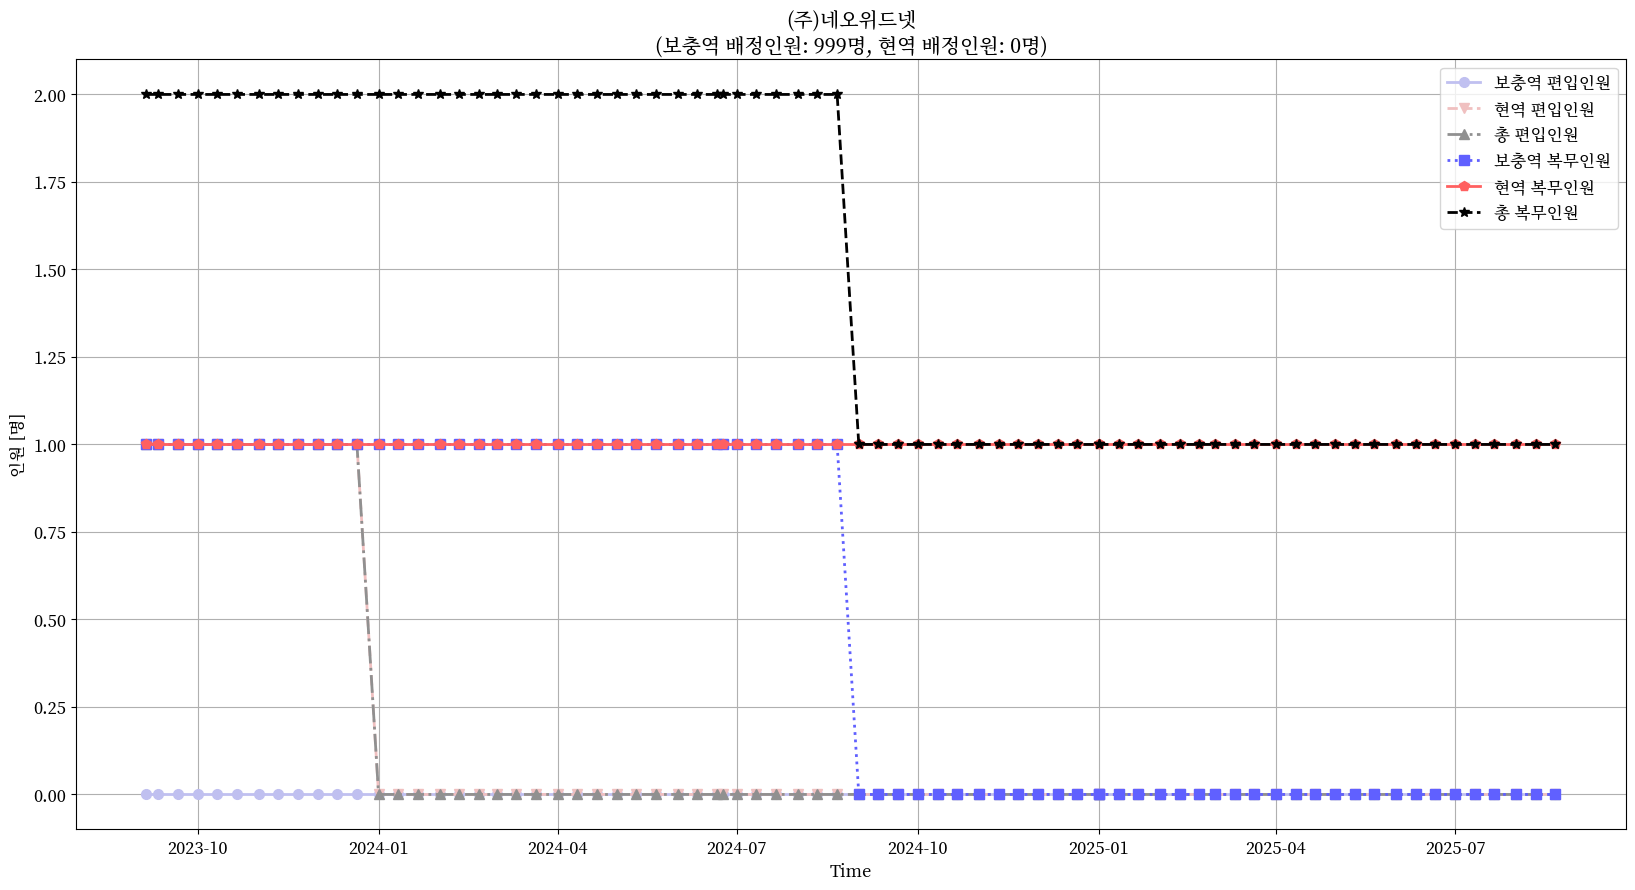 (주)네오위드넷
(보충역 배정인원: 999명, 현역 배정인원: 0명)
보충역 편입인원
현역 편입인원
총 편입인원
보충역 복무인원
현역 복무인원
총 복무인원
인원 [명]
2.00
1.75
1.50
1.25
1.00
0.75
0.50
0.25
0.00
2023-10 2024-01 2024-04 2024-07 2024-10 2025-01 2025-04 2025-07
Time